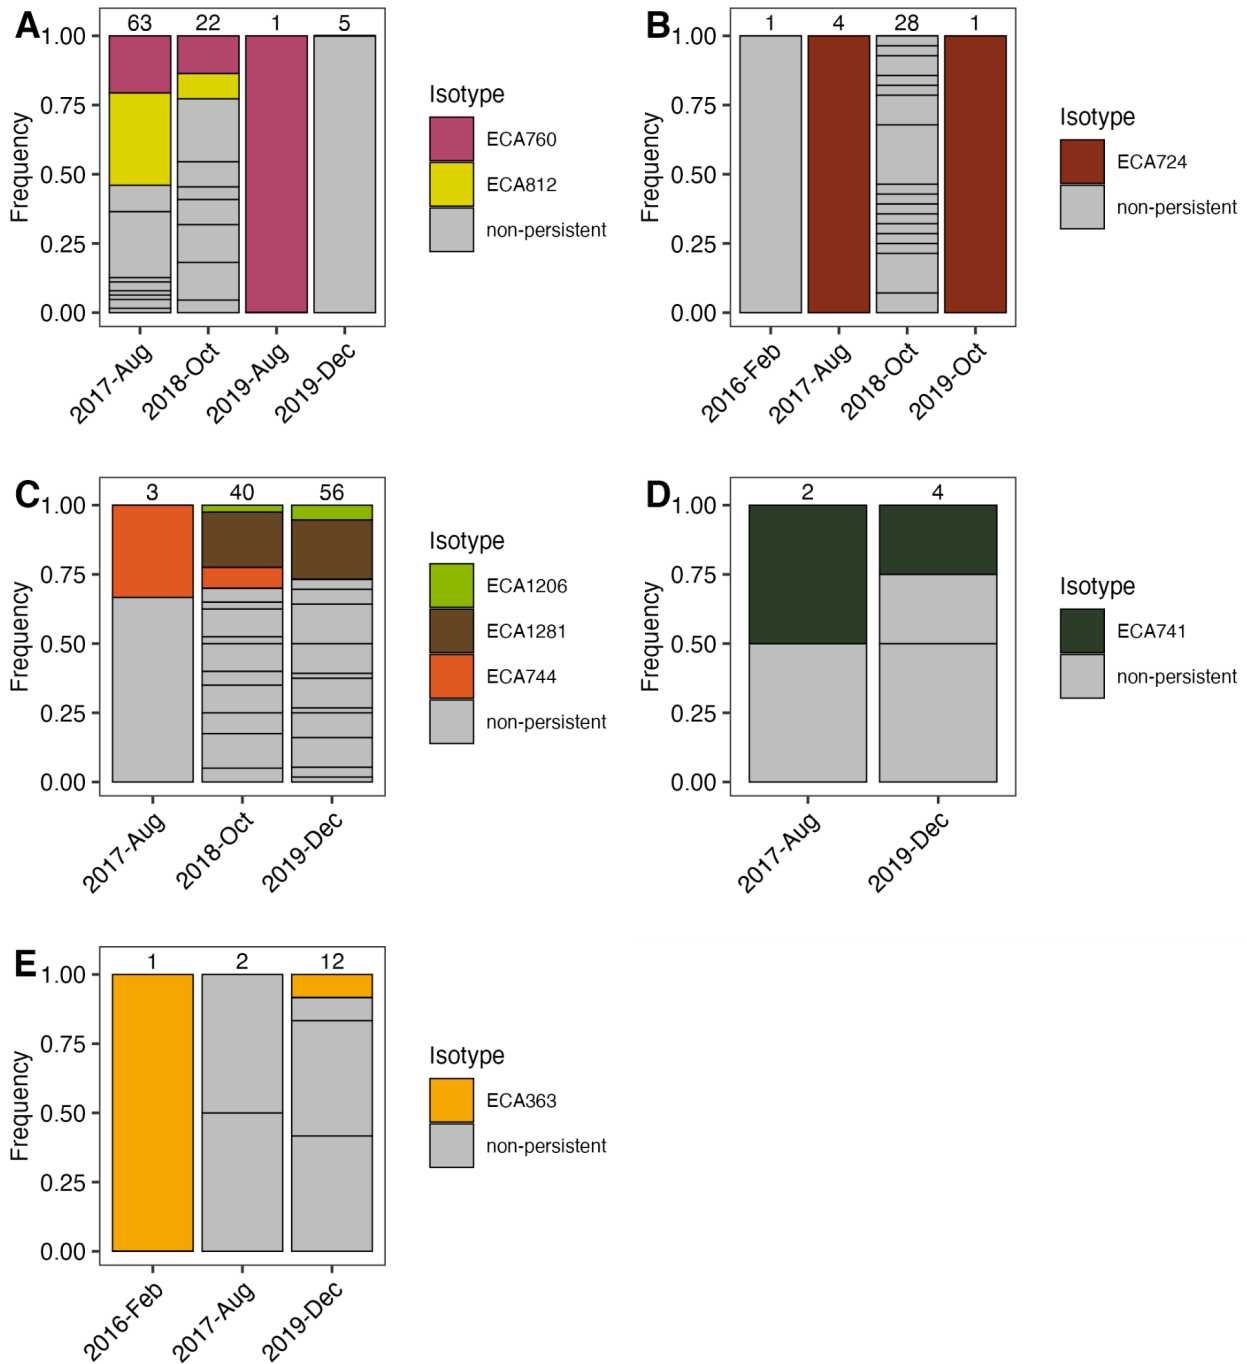 A
63 22 1 5
1.00
0.75
0.50
0.25
0.00
Frequency
2017-Aug
2018-Oct
2019-Aug
2019-Dec
Isotype
ECA760
ECA812
non-persistent
B
1 4 28 1
1.00
0.75
0.50
0.25
0.00
Frequency
2016-Feb
2017-Aug
2018-Oct
2019-Oct
Isotype
ECA724
non-persistent
C
3 40 56
1.00
0.75
0.50
0.25
0.00
Frequency
2017-Aug
2018-Oct
2019-Dec
Isotype
ECA1206
ECA1281
ECA744
non-persistent
D
2 4
1.00
0.75
0.50
0.25
0.00
Frequency
2017-Aug
2019-Dec
Isotype
ECA741
non-persistent
E
1 2 12
1.00
0.75
0.50
0.25
0.00
Frequency
2016-Feb
2017-Aug
2019-Dec
Isotype
ECA363
non-persistent